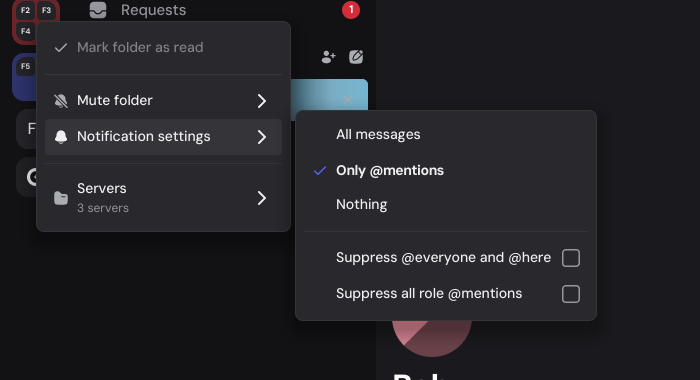 F2 F3
Requests
1
F4
Mark folder as read
F5
Mute folder
F
Notification settings
Servers
3 servers
All messages
Only @mentions
Nothing
Suppress @everyone and @here
Suppress all role @mentions